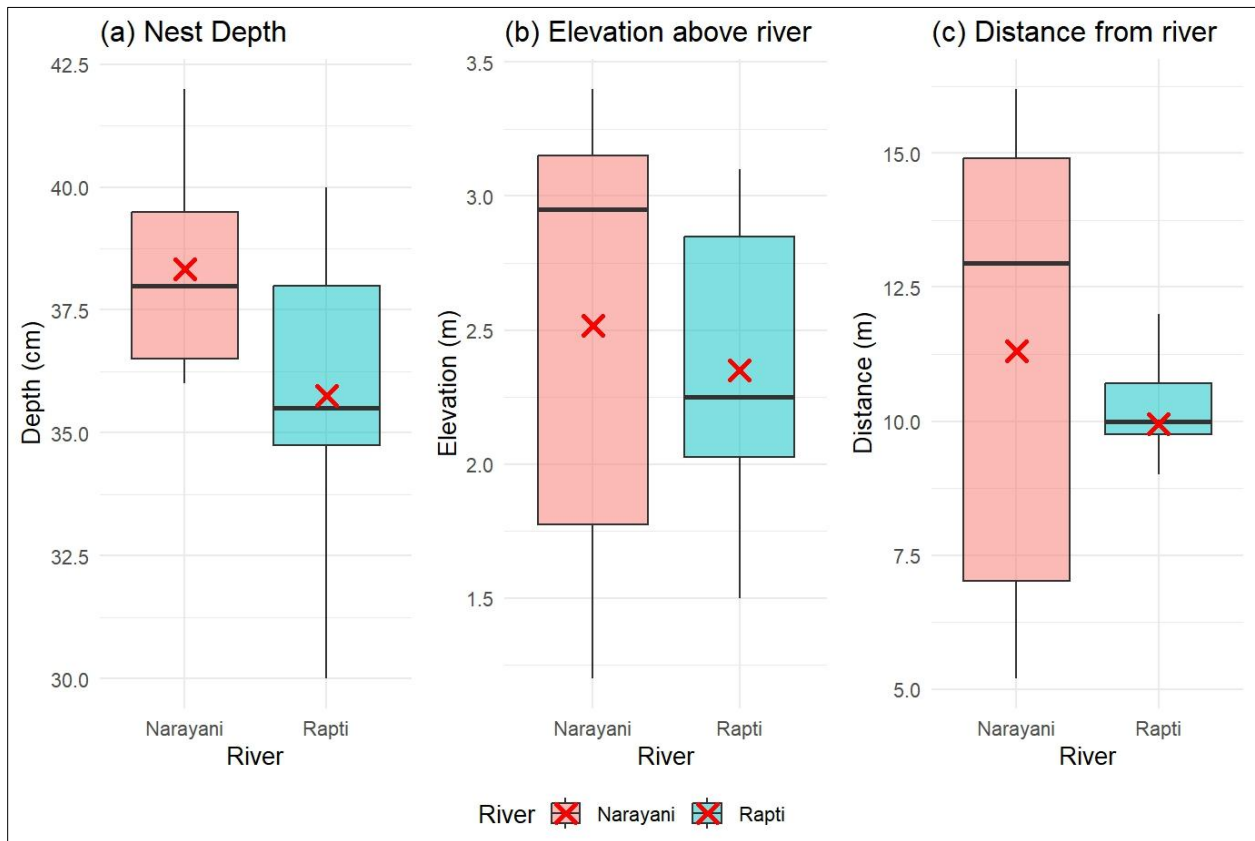 (a) Nest Depth
Depth (cm)
42.5
40.0
37.5
35.0
32.5
30.0
Narayani Rapti
River
(b) Elevation above river
Elevation (m)
3.5
3.0
2.5
2.0
1.5
Narayani Rapti
River
(c) Distance from river
Distance (m)
15.0
12.5
10.0
7.5
5.0
Narayani Rapti
River
River Narayani Rapti